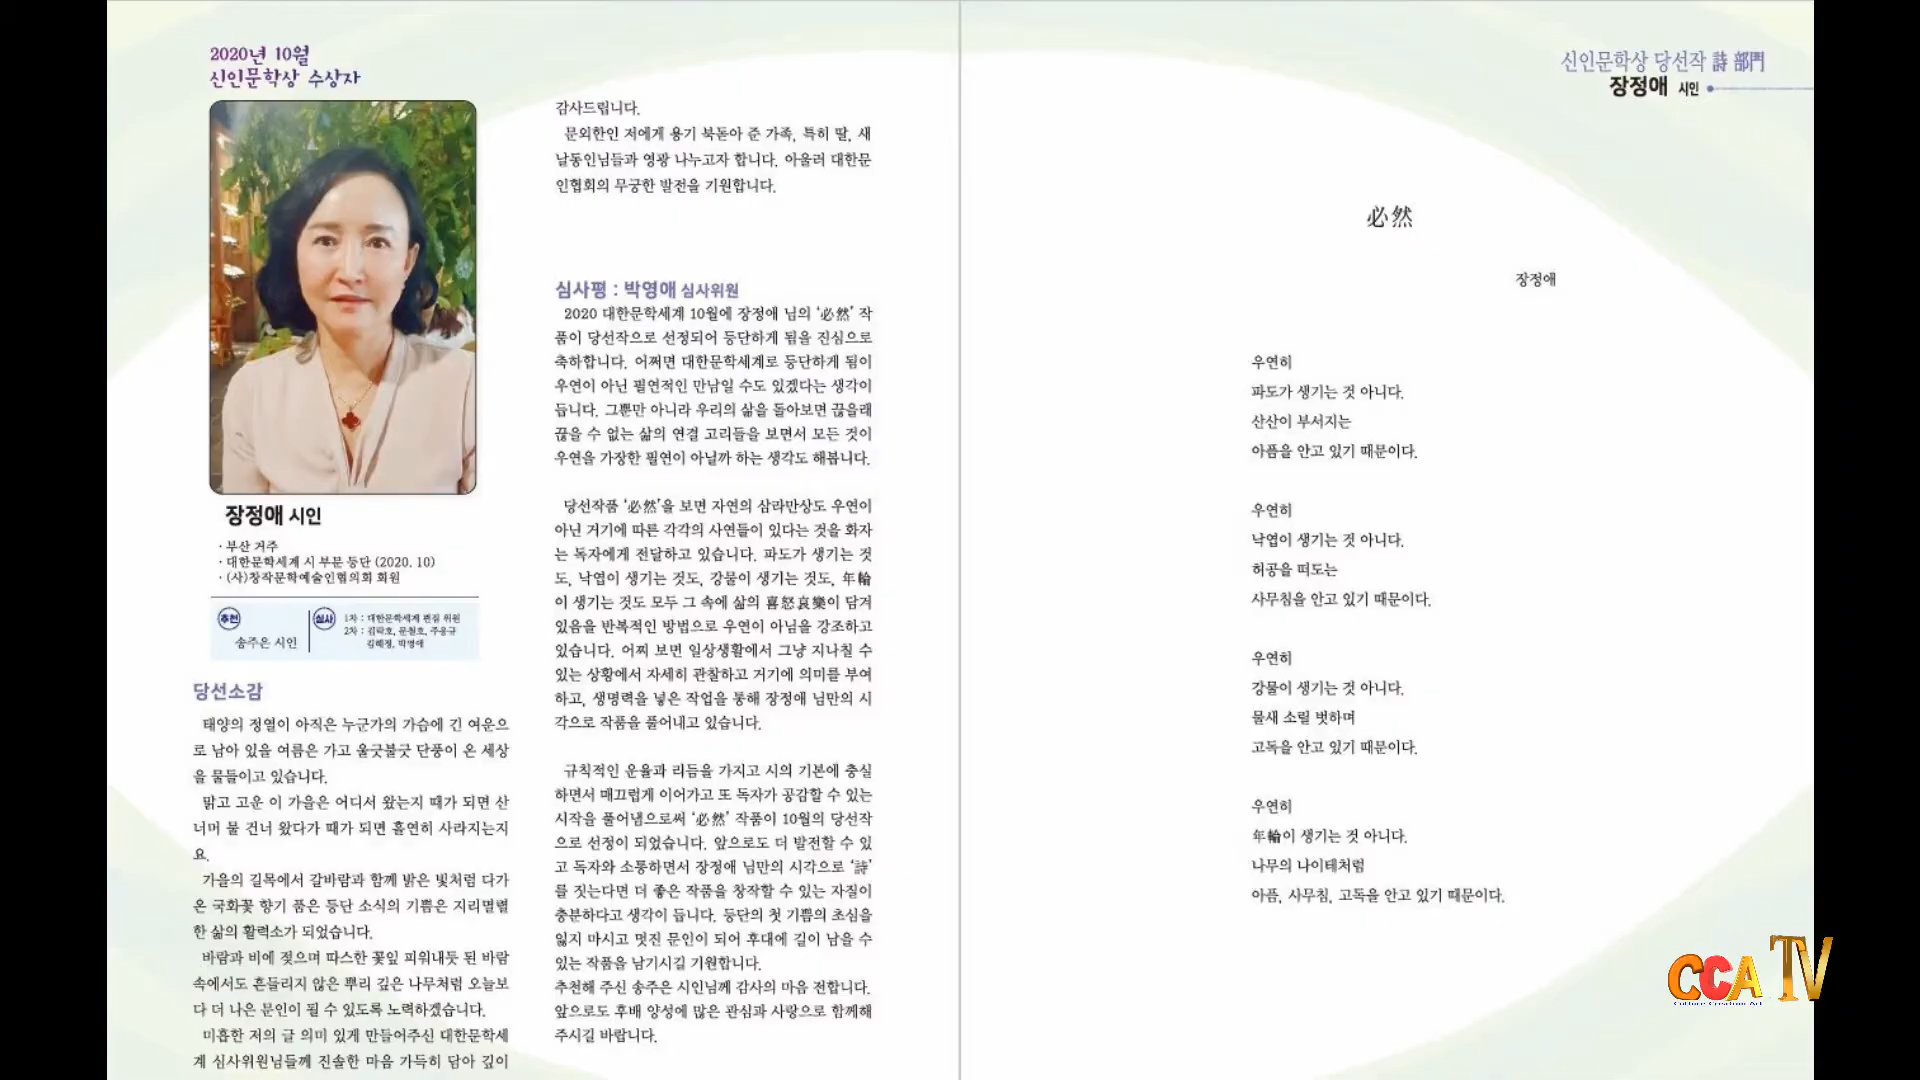 2020년 10월
신인문학상 수상자
장정애 시인
· 부산 거주
· 대한문학세계 시 부문 등단 (2020. 10)
· (사)창작문학예술인협의회 회원
추천
송주은 시인
심사
1차 : 대한문학세계 편집 위원
2차 : 김락호, 문철호, 주응규
김혜정, 박영애
당선소감
태양의 정열이 아직은 누군가의 가슴에 긴 여운으
로 남아 있을 여름은 가고 울긋불긋 단풍이 온 세상
을 물들이고 있습니다.
맑고 고운 이 가을은 어디서 왔는지 때가 되면 산
너머 물 건너 왔다가 때가 되면 홀연히 사라지는지
요.
가을의 길목에서 갈바람과 함께 밝은 빛처럼 다가
온 국화꽃 향기 품은 등단 소식의 기쁨은 지리멸렬
한 삶의 활력소가 되었습니다.
바람과 비에 젖으며 따스한 꽃잎 피워내듯 된 바람
속에서도 흔들리지 않은 뿌리 깊은 나무처럼 오늘보
다 더 나은 문인이 될 수 있도록 노력하겠습니다.
미흡한 저의 글 의미 있게 만들어주신 대한문학세
계 심사위원님들께 진솔한 마음 가득히 담아 깊이
감사드립니다.
문외한인 저에게 용기 북돋아 준 가족, 특히 딸, 새
날동인님들과 영광 나누고자 합니다. 아울러 대한문
인협회의 무궁한 발전을 기원합니다.
심사평 : 박영애 심사위원
2020 대한문학세계 10월에 장정애 님의 ‘必然’ 작
품이 당선작으로 선정되어 등단하게 됨을 진심으로
축하합니다. 어쩌면 대한문학세계로 등단하게 됨이
우연이 아닌 필연적인 만남일 수도 있겠다는 생각이
듭니다. 그뿐만 아니라 우리의 삶을 돌아보면 끊을래
끊을 수 없는 삶의 연결 고리들을 보면서 모든 것이
우연을 가장한 필연이 아닐까 하는 생각도 해봅니다.
당선작품 ‘必然’을 보면 자연의 삼라만상도 우연이
아닌 거기에 따른 각각의 사연들이 있다는 것을 화자
는 독자에게 전달하고 있습니다. 파도가 생기는 것
도, 낙엽이 생기는 것도, 강물이 생기는 것도, 年輪
이 생기는 것도 모두 그 속에 삶의 喜怒哀樂이 담겨
있음을 반복적인 방법으로 우연이 아님을 강조하고
있습니다. 어찌 보면 일상생활에서 그냥 지나칠 수
있는 상황에서 자세히 관찰하고 거기에 의미를 부여
하고, 생명력을 넣은 작업을 통해 장정애 님만의 시
각으로 작품을 풀어내고 있습니다.
규칙적인 운율과 리듬을 가지고 시의 기본에 충실
하면서 매끄럽게 이어가고 또 독자가 공감할 수 있는
시작을 풀어냄으로써 ‘必然’ 작품이 10월의 당선작
으로 선정이 되었습니다. 앞으로도 더 발전할 수 있
고 독자와 소통하면서 장정애 님만의 시각으로 ‘詩’
를 짓는다면 더 좋은 작품을 창작할 수 있는 자질이
충분하다고 생각이 듭니다. 등단의 첫 기쁨의 초심을
잃지 마시고 멋진 문인이 되어 후대에 길이 남을 수
있는 작품을 남기시길 기원합니다.
추천해 주신 송주은 시인님께 감사의 마음 전합니다.
앞으로도 후배 양성에 많은 관심과 사랑으로 함께해
주시길 바랍니다.
신인문학상 당선작 詩 部門
장정애 시인
必然
장정애
우연히
파도가 생기는 것 아니다.
산산이 부서지는
아픔을 안고 있기 때문이다.
우연히
낙엽이 생기는 것 아니다.
허공을 떠도는
사무침을 안고 있기 때문이다.
우연히
강물이 생기는 것 아니다.
물새 소릴 벗하며
고독을 안고 있기 때문이다.
우연히
年輪이 생기는 것 아니다.
나무의 나이테처럼
아픔, 사무침, 고독을 안고 있기 때문이다.
CCA TV
Culture Creation Art